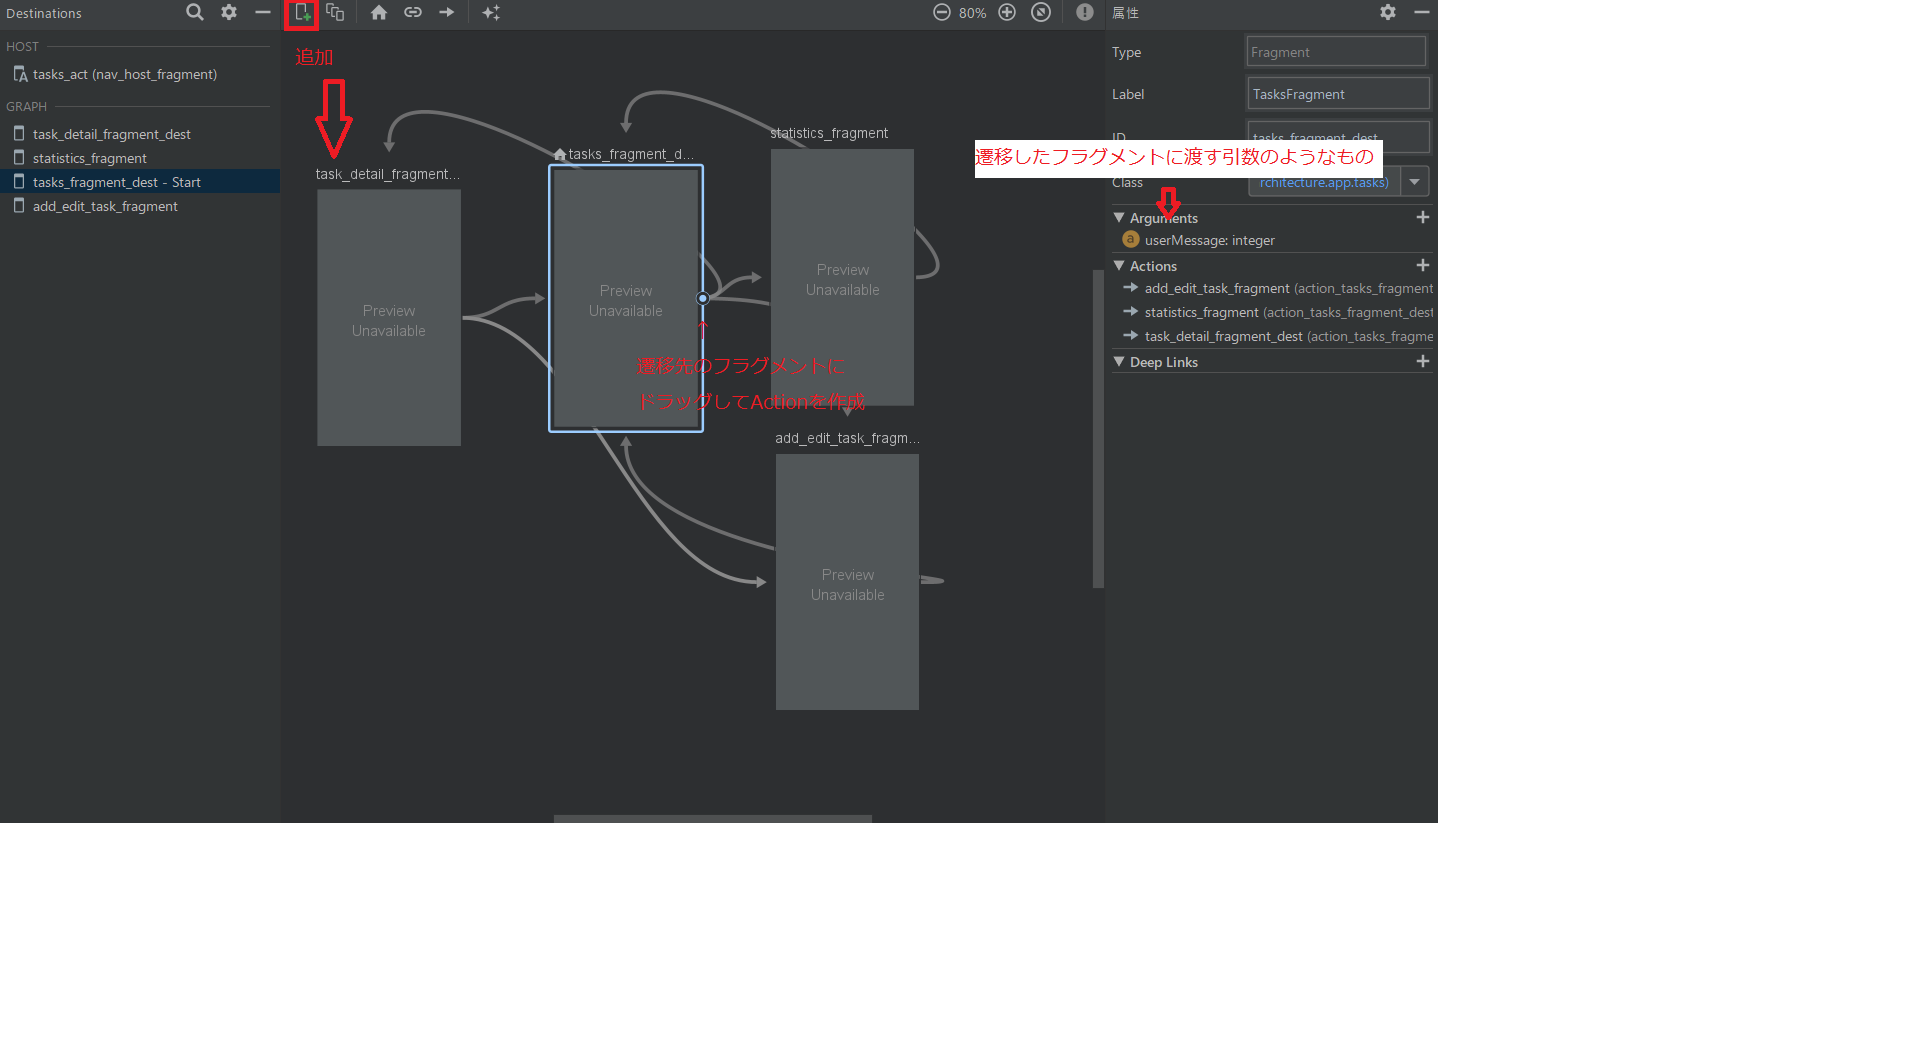 Destinations
HOST
tasks_act (nav_host_fragment)
GRAPH
task_detail_fragment_dest
statistics_fragment
tasks_fragment_dest - Start
add_edit_task_fragment
80%
追加
task_detail_fragment...
Preview
Unavailable
tasks_fragment_d...
Preview
Unavailable
statistics_fragment
Preview
Unavailable
↑
遷移先のフラグメントに
ドラッグしてActionを作成
add_edit_task_fragm...
Preview
Unavailable
属性
Type
Fragment
Label
TasksFragment
ID
tasks_fragment_dest
遷移したフラグメントに渡す引数のようなもの
Class
rchitecture.app.tasks)
Arguments
a userMessage: integer
Actions
add_edit_task_fragment (action_tasks_fragment
statistics_fragment (action_tasks_fragment_dest
task_detail_fragment_dest (action_tasks_fragme
Deep Links